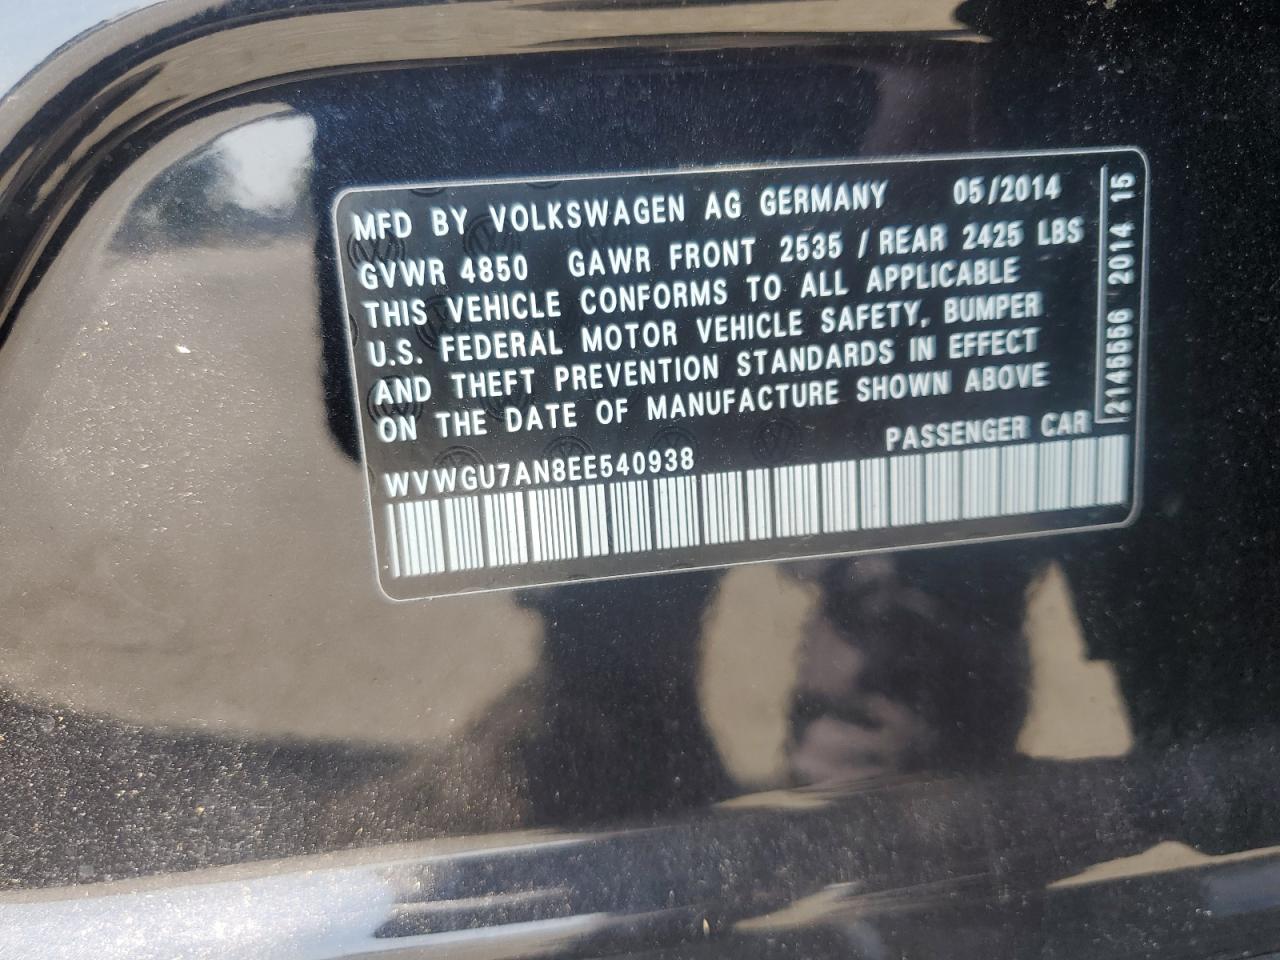 MFD BY VOLKSWAGEN AG GERMANY 05/2014
GVWR 4850 GAWR FRONT 2535 / REAR 2425 LBS
THIS VEHICLE CONFORMS TO ALL APPLICABLE
U.S. FEDERAL MOTOR VEHICLE SAFETY, BUMPER
AND THEFT PREVENTION STANDARDS IN EFFECT
ON THE DATE OF MANUFACTURE SHOWN ABOVE
PASSENGER CAR
WVWGU7AN8EE540938
2145556 2014 15